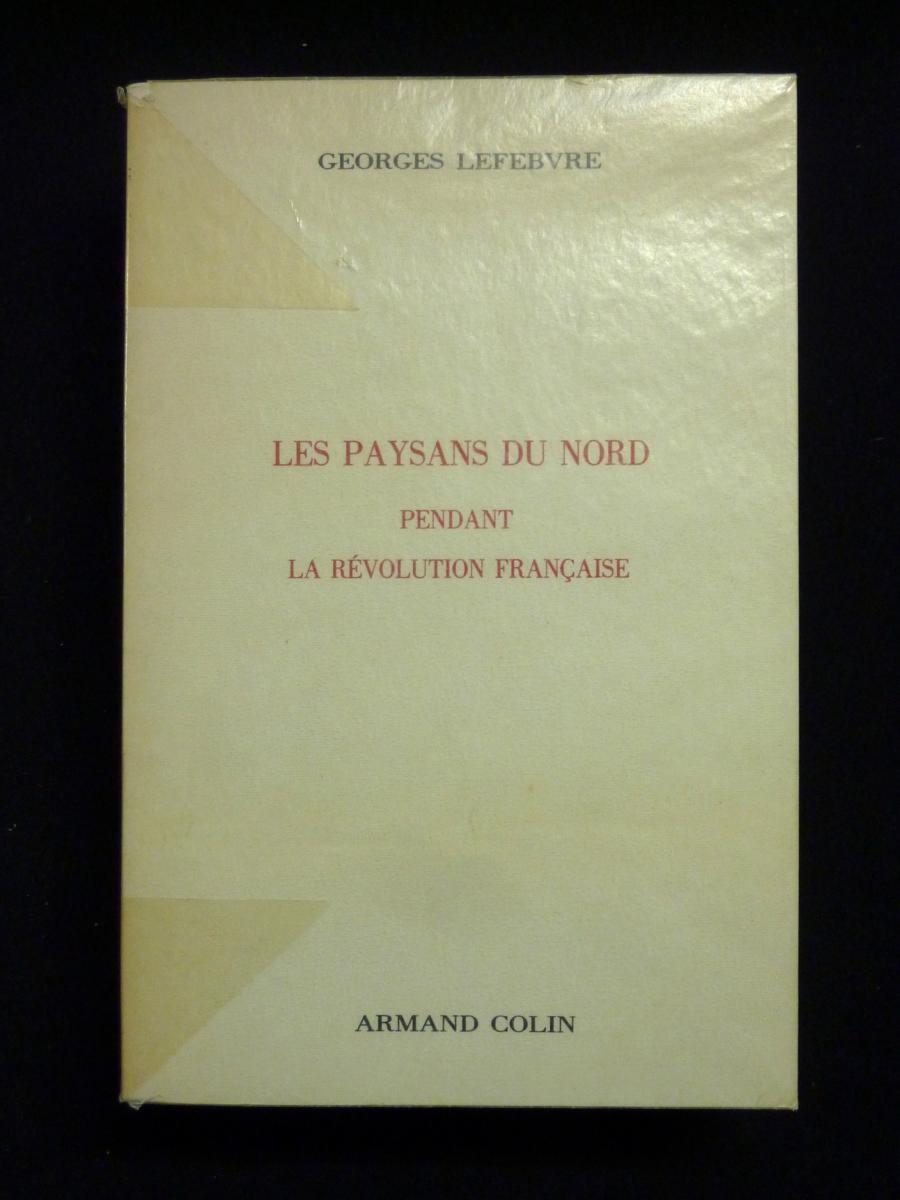 GEORGES LEFEBVRE
LES PAYSANS DU NORD
PENDANT
LA RÉVOLUTION FRANÇAISE
ARMAND COLIN